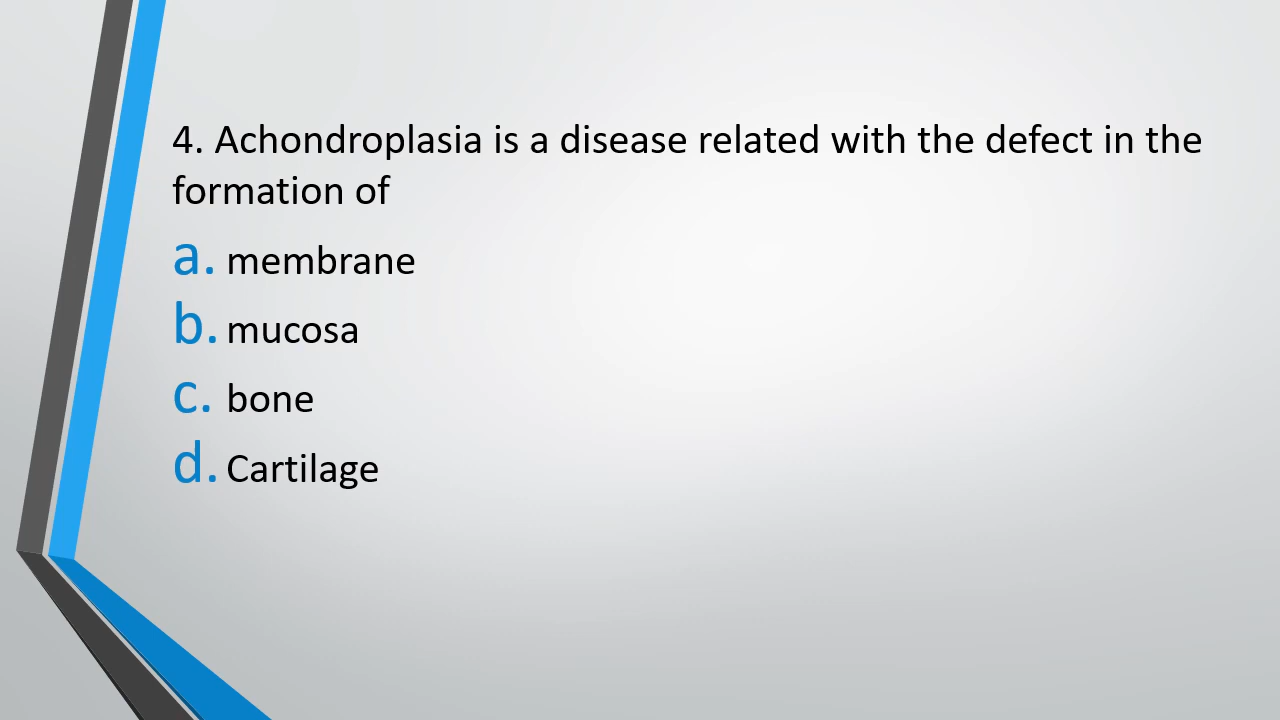 4. Achondroplasia is a disease related with the defect in the
formation of
a. membrane
b. mucosa
c. bone
d. Cartilage